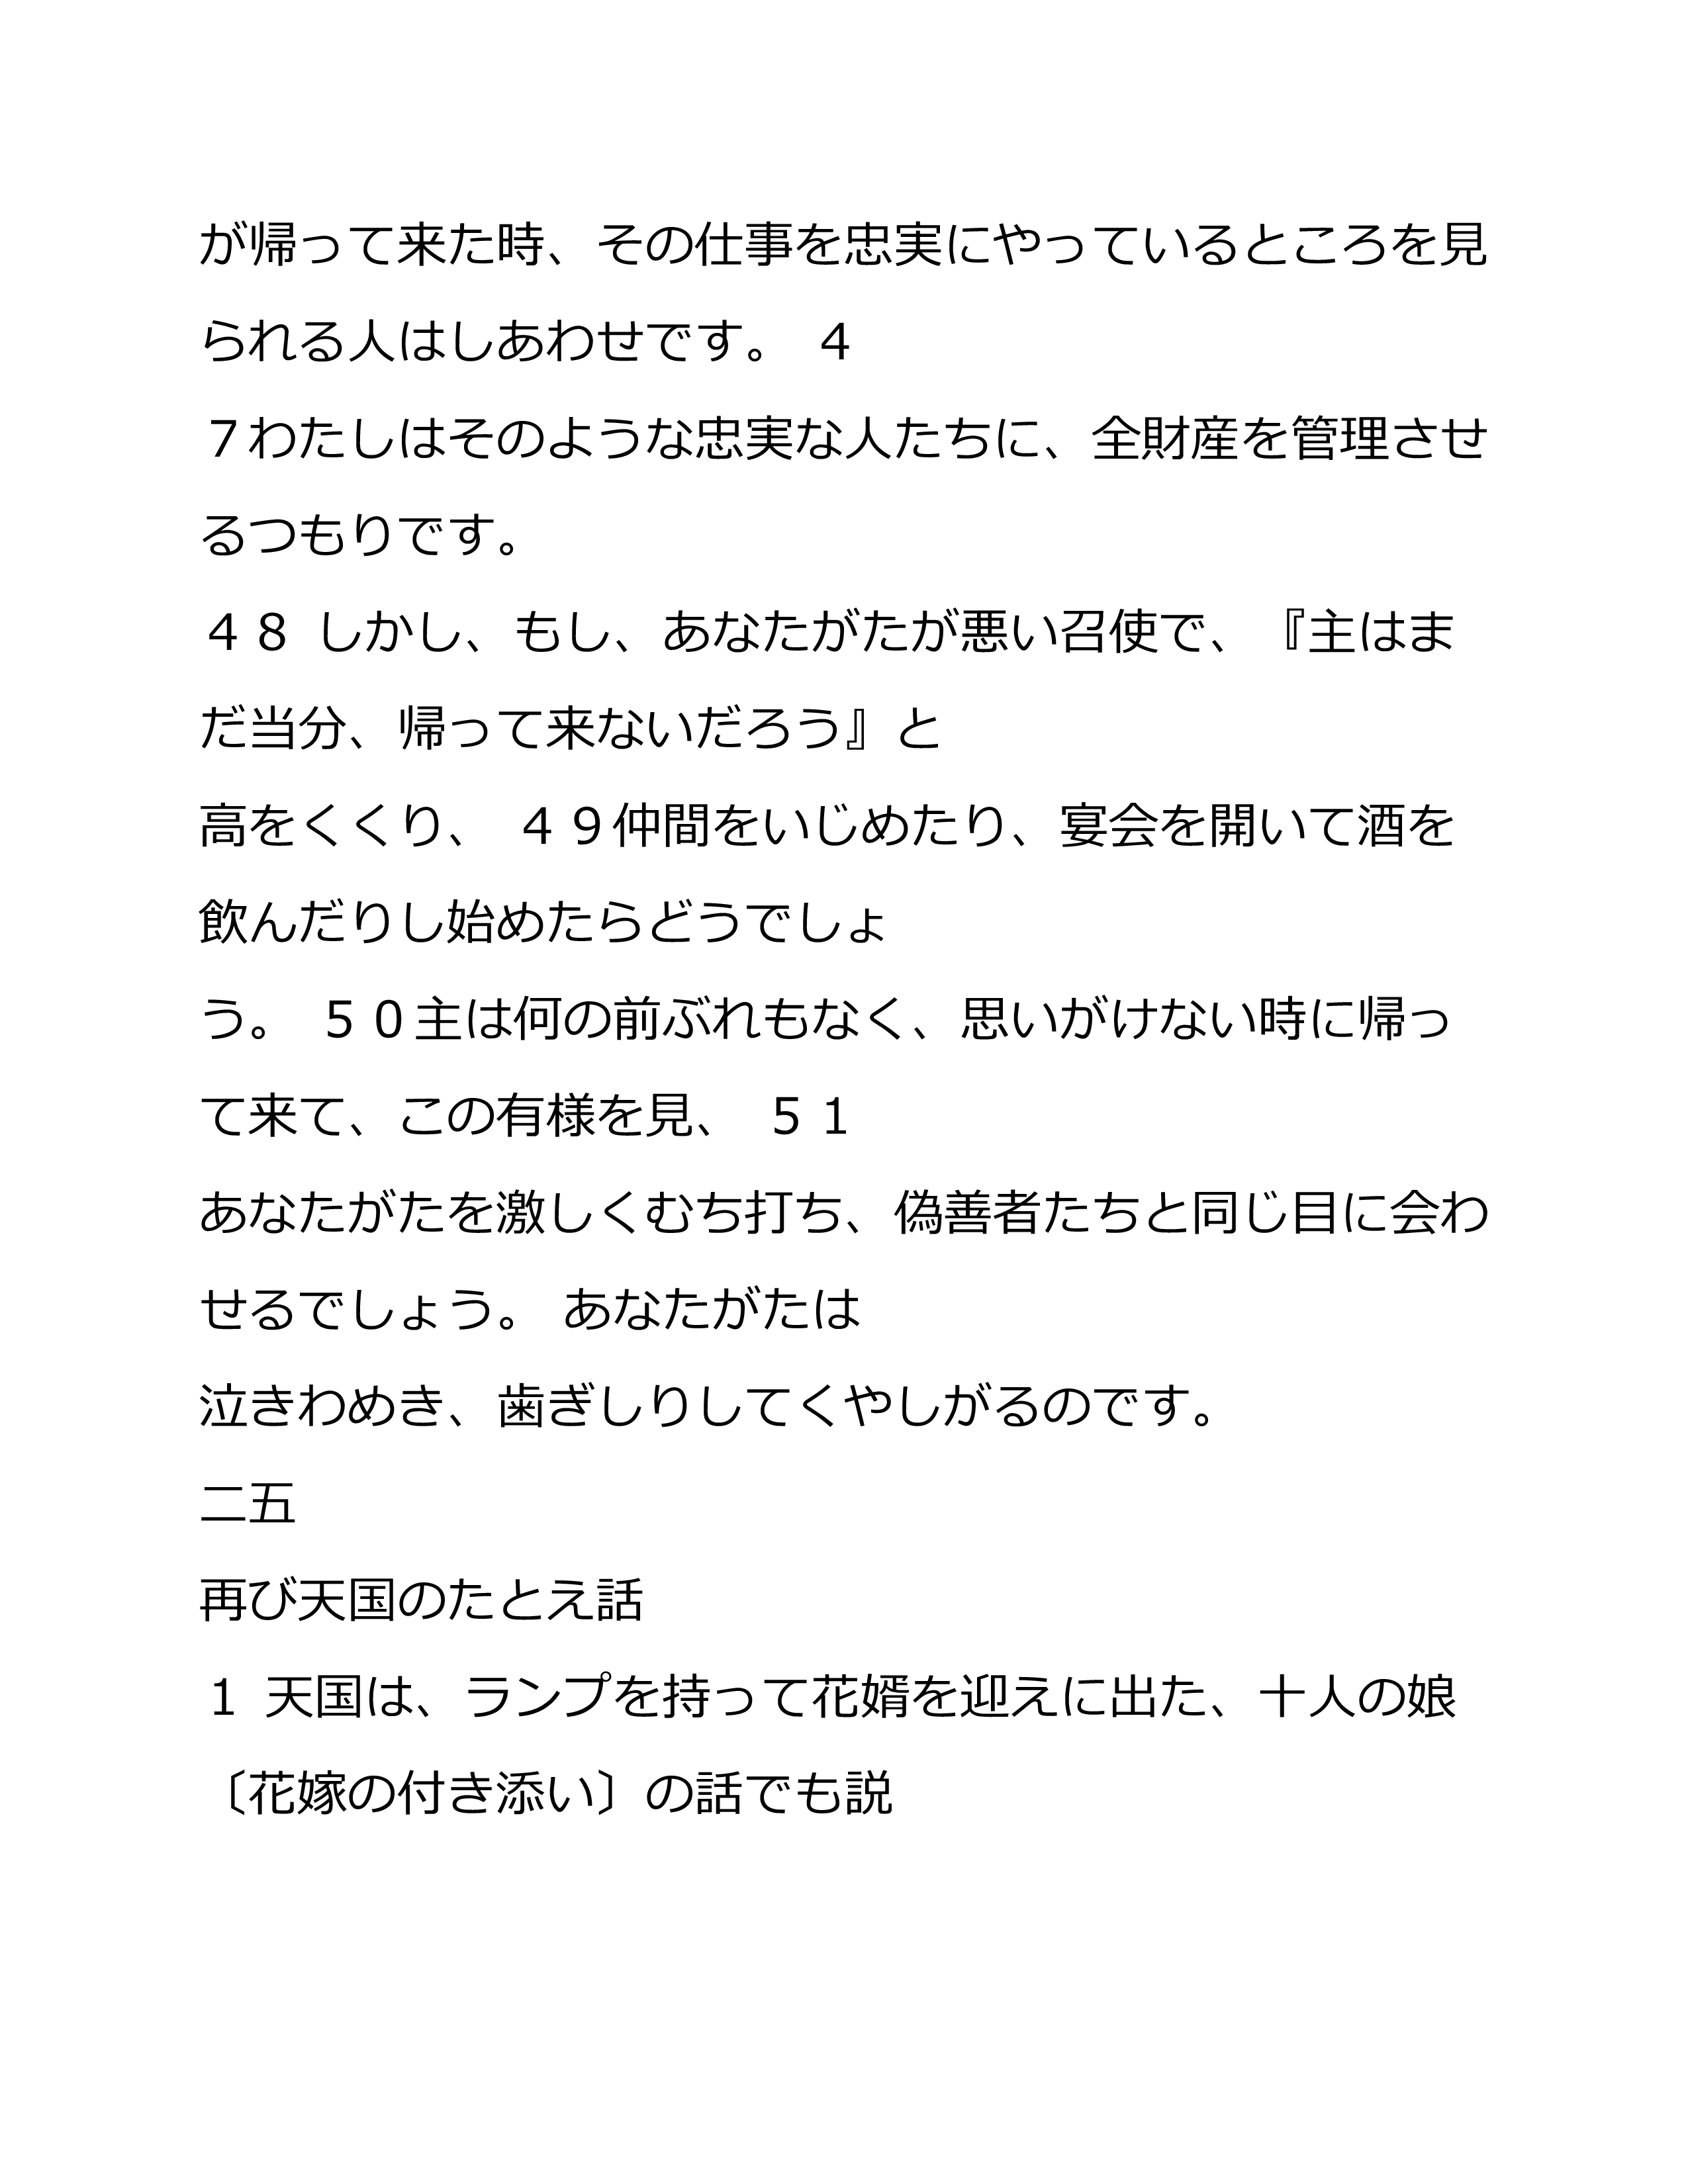 が帰って来た時、その仕事を忠実にやっているところを見
られる人はしあわせです。 ４
７わたしはそのような忠実な人たちに、全財産を管理させ
るつもりです。
４８ しかし、もし、あなたがたが悪い召使で、『主はま
だ当分、帰って来ないだろう』と
高をくくり、 ４９仲間をいじめたり、宴会を開いて酒を
飲んだりし始めたらどうでしょ
う。 ５０主は何の前ぶれもなく、思いがけない時に帰っ
て来て、この有様を見、 ５１
あなたがたを激しくむち打ち、偽善者たちと同じ目に会わ
せるでしょう。 あなたがたは
泣きわめき、歯ぎしりしてくやしがるのです。
二五
再び天国のたとえ話
１ 天国は、ランプを持って花婿を迎えに出た、十人の娘
〔花嫁の付き添い〕の話でも説